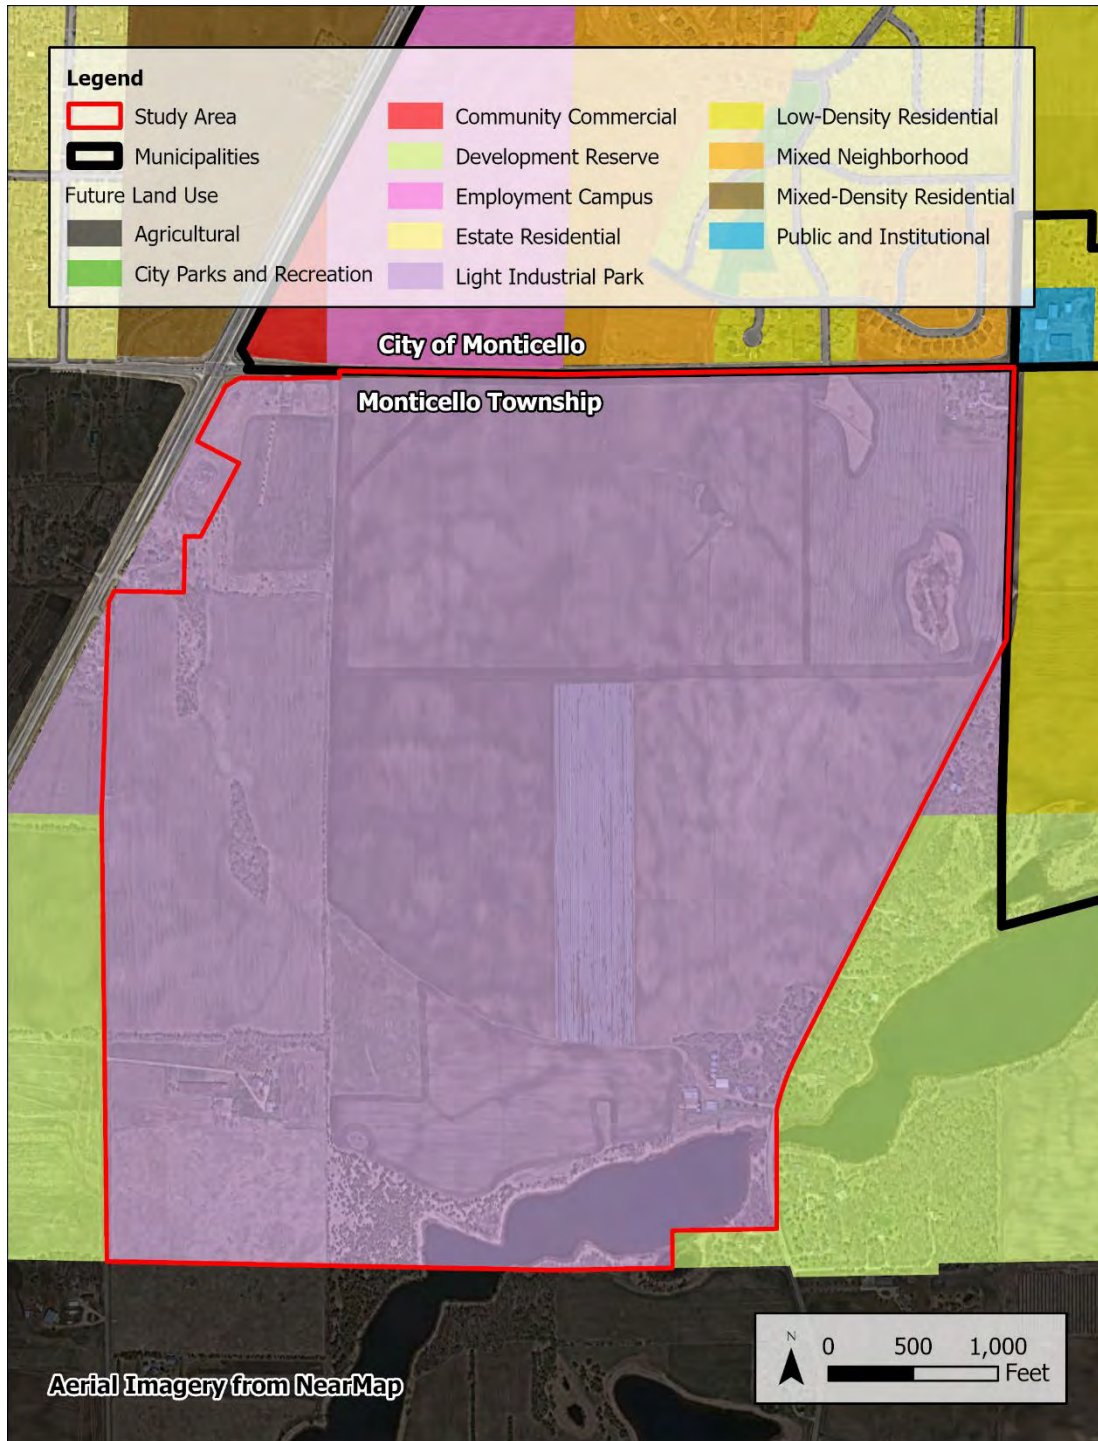 Legend
Study Area
Municipalities
Future Land Use
Agricultural
City Parks and Recreation
Community Commercial
Development Reserve
Employment Campus
Estate Residential
Light Industrial Park
Low-Density Residential
Mixed Neighborhood
Mixed-Density Residential
Public and Institutional
City of Monticello
Monticello Township
N
0 500 1,000
Feet
Aerial Imagery from NearMap